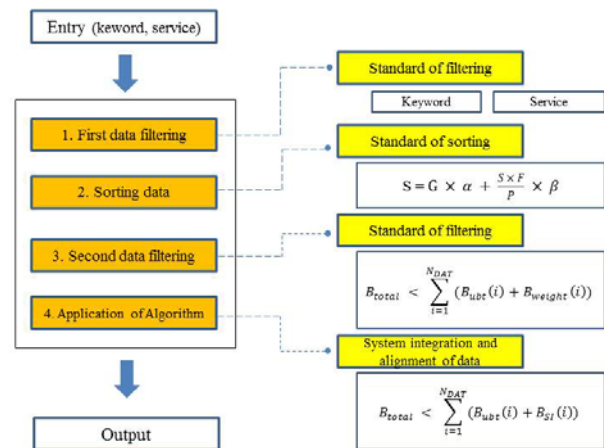 Entry (keword, service)
1. First data filtering
2. Sorting data
3. Second data filtering
4. Application of Algorithm
Output
Standard of filtering
Keyword
Service
Standard of sorting
S = G × α + (S × F)/P × β
Standard of filtering
B_total < ∑_{i=1}^{N_DAT} (B_ubt(i) + B_weight(i))
System integration and
alignment of data
B_total < ∑_{i=1}^{N_DAT} (B_ubt(i) + B_SI(i))